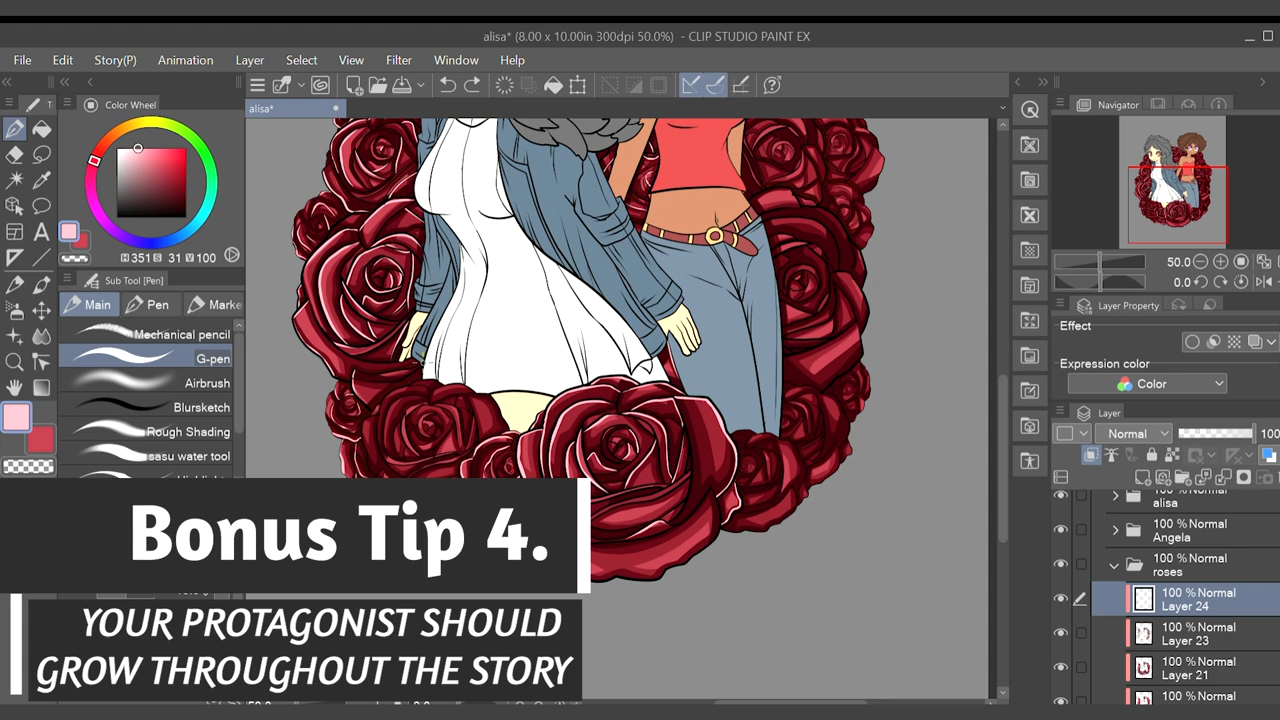 alisa* (8.00 x 10.00in 300dpi 50.0%) - CLIP STUDIO PAINT EX
File Edit Story(P) Animation Layer Select View Filter Window Help
T Color Wheel
alisa*
Navigator
H 351 S 31 V 100
50.0
0.0
Sub Tool [Pen]
Main Pen Marke
Layer Property
Mechanical pencil
Effect
G-pen
Expression color
Airbrush
Color
Blursketch
Layer
Rough Shading
Normal 100
sasu water tool
alisa
100 %Normal
Angela
100 %Normal
roses
100 %Normal
Layer 24
100 %Normal
Layer 23
100 %Normal
Layer 21
100 %Normal
Bonus Tip 4.
YOUR PROTAGONIST SHOULD
GROW THROUGHOUT THE STORY